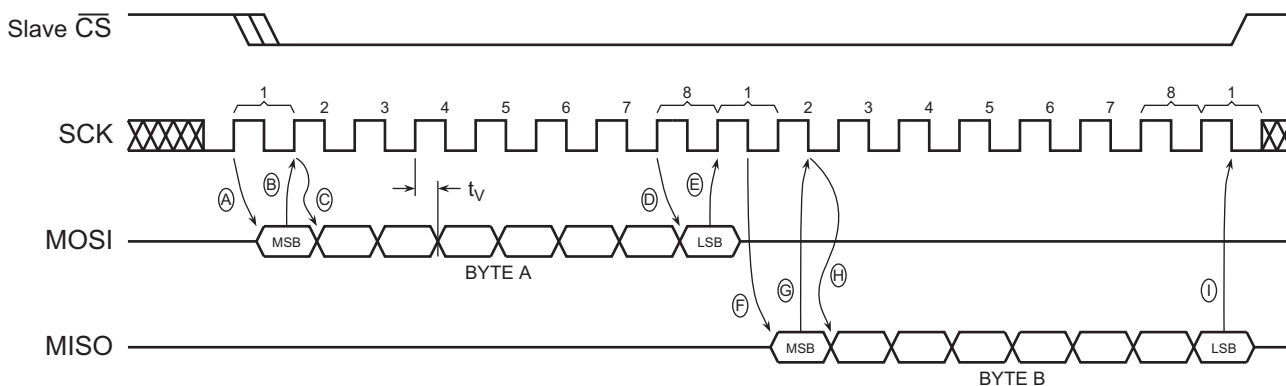 Slave CS
1 2 3 4 5 6 7 8 1 2 3 4 5 6 7 8 1
SCK
A B C tV D E
MOSI MSB LSB
BYTE A
F G H I
MISO MSB LSB
BYTE B